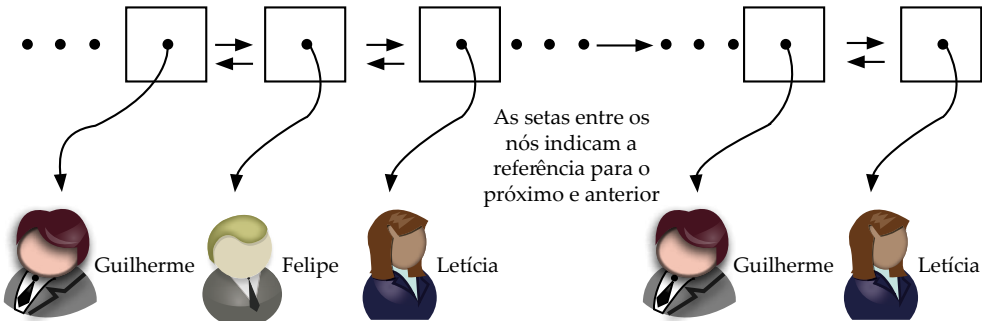 As setas entre os
nós indicam a
referência para o
próximo e anterior
Guilherme
Felipe
Letícia
Guilherme
Letícia